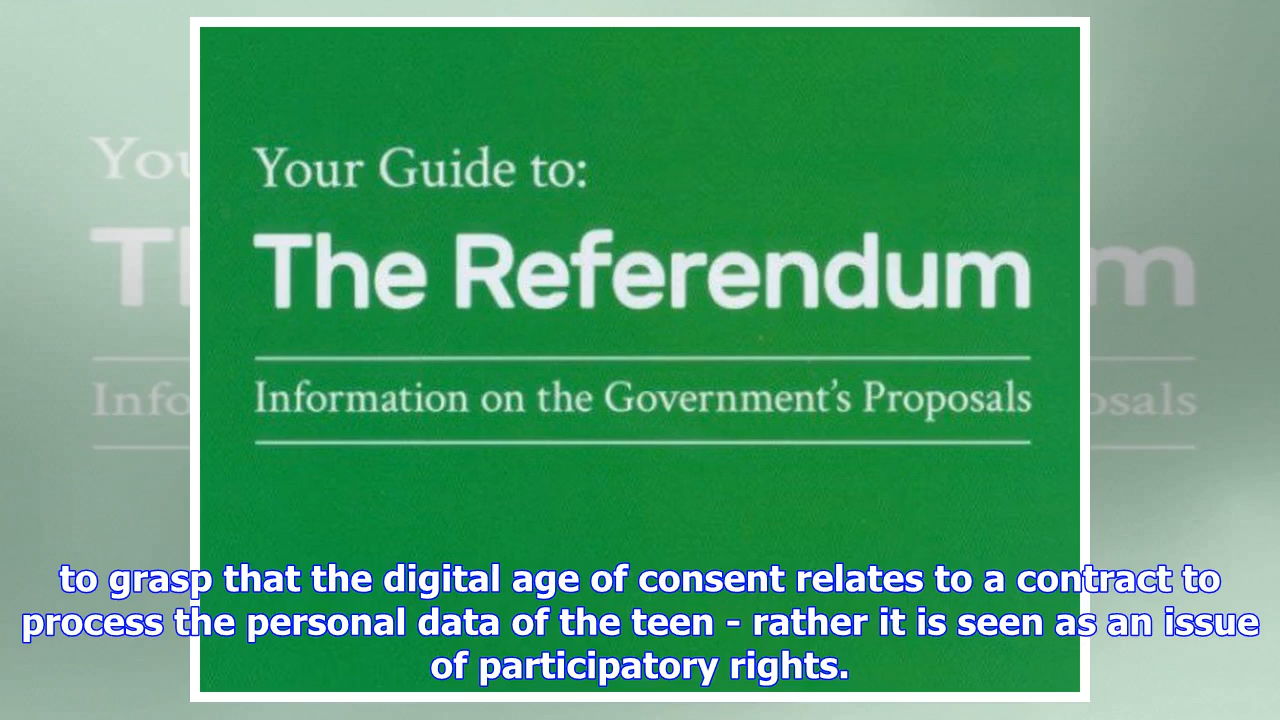 Your Guide to:
The Referendum
Information on the Government's Proposals
to grasp that the digital age of consent relates to a contract to
process the personal data of the teen - rather it is seen as an issue
of participatory rights.